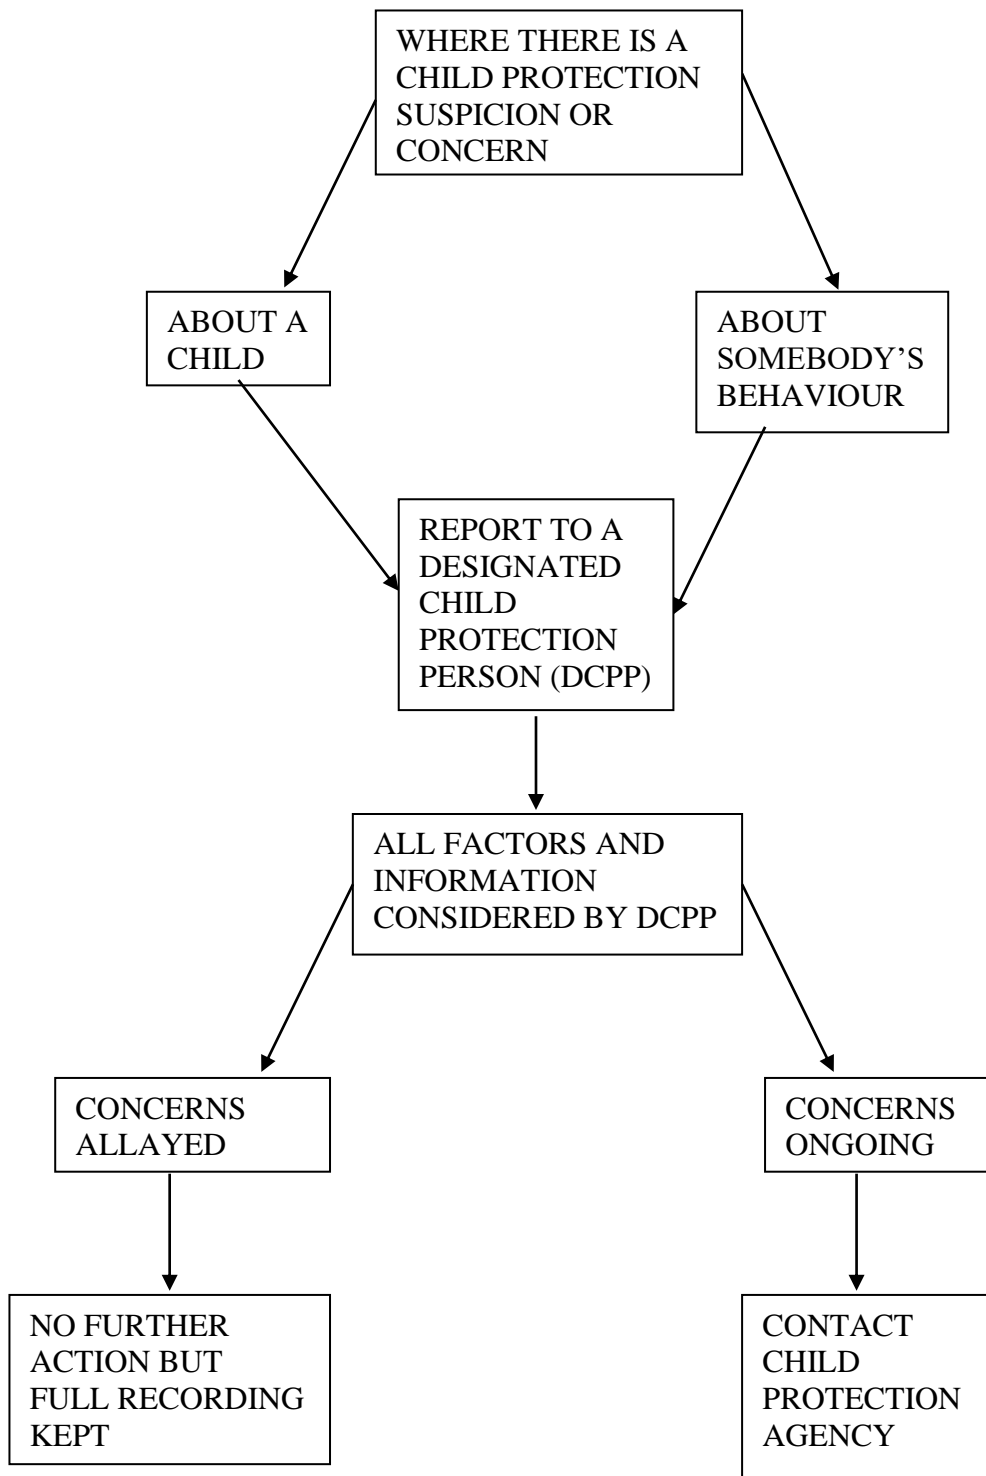 WHERE THERE IS A
CHILD PROTECTION
SUSPICION OR
CONCERN
ABOUT A
CHILD
ABOUT
SOMEBODY’S
BEHAVIOUR
REPORT TO A
DESIGNATED
CHILD
PROTECTION
PERSON (DCPP)
ALL FACTORS AND
INFORMATION
CONSIDERED BY DCPP
CONCERNS
ALLAYED
CONCERNS
ONGOING
NO FURTHER
ACTION BUT
FULL RECORDING
KEPT
CONTACT
CHILD
PROTECTION
AGENCY